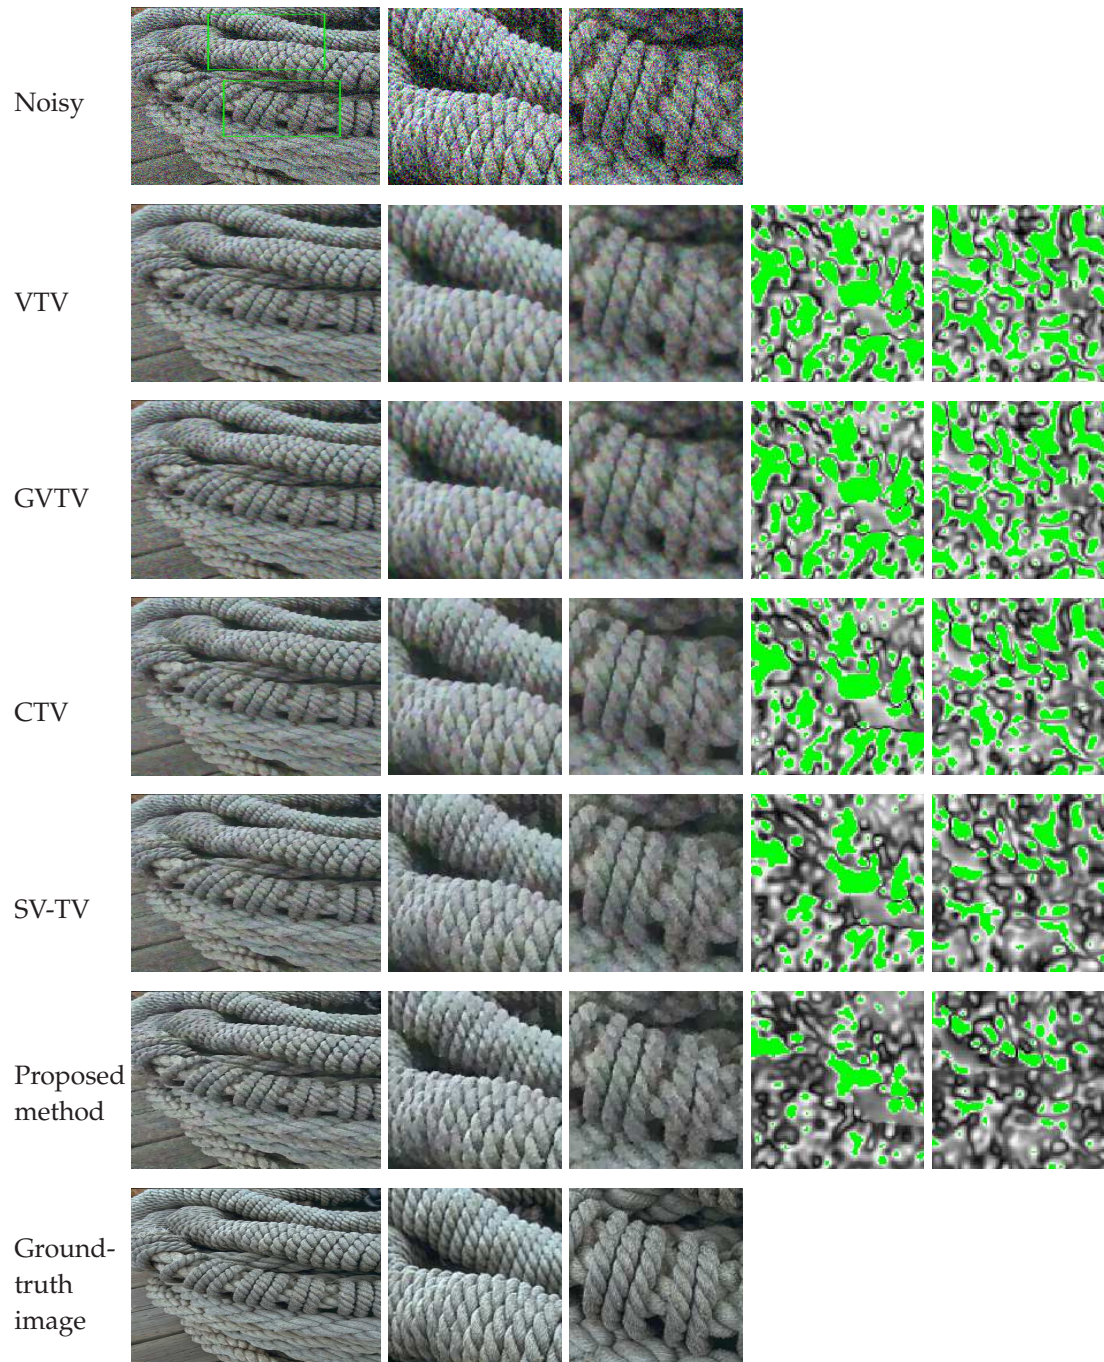 Noisy
VTV
GVTV
CTV
SV-TV
Proposed
method
Ground-
truth
image